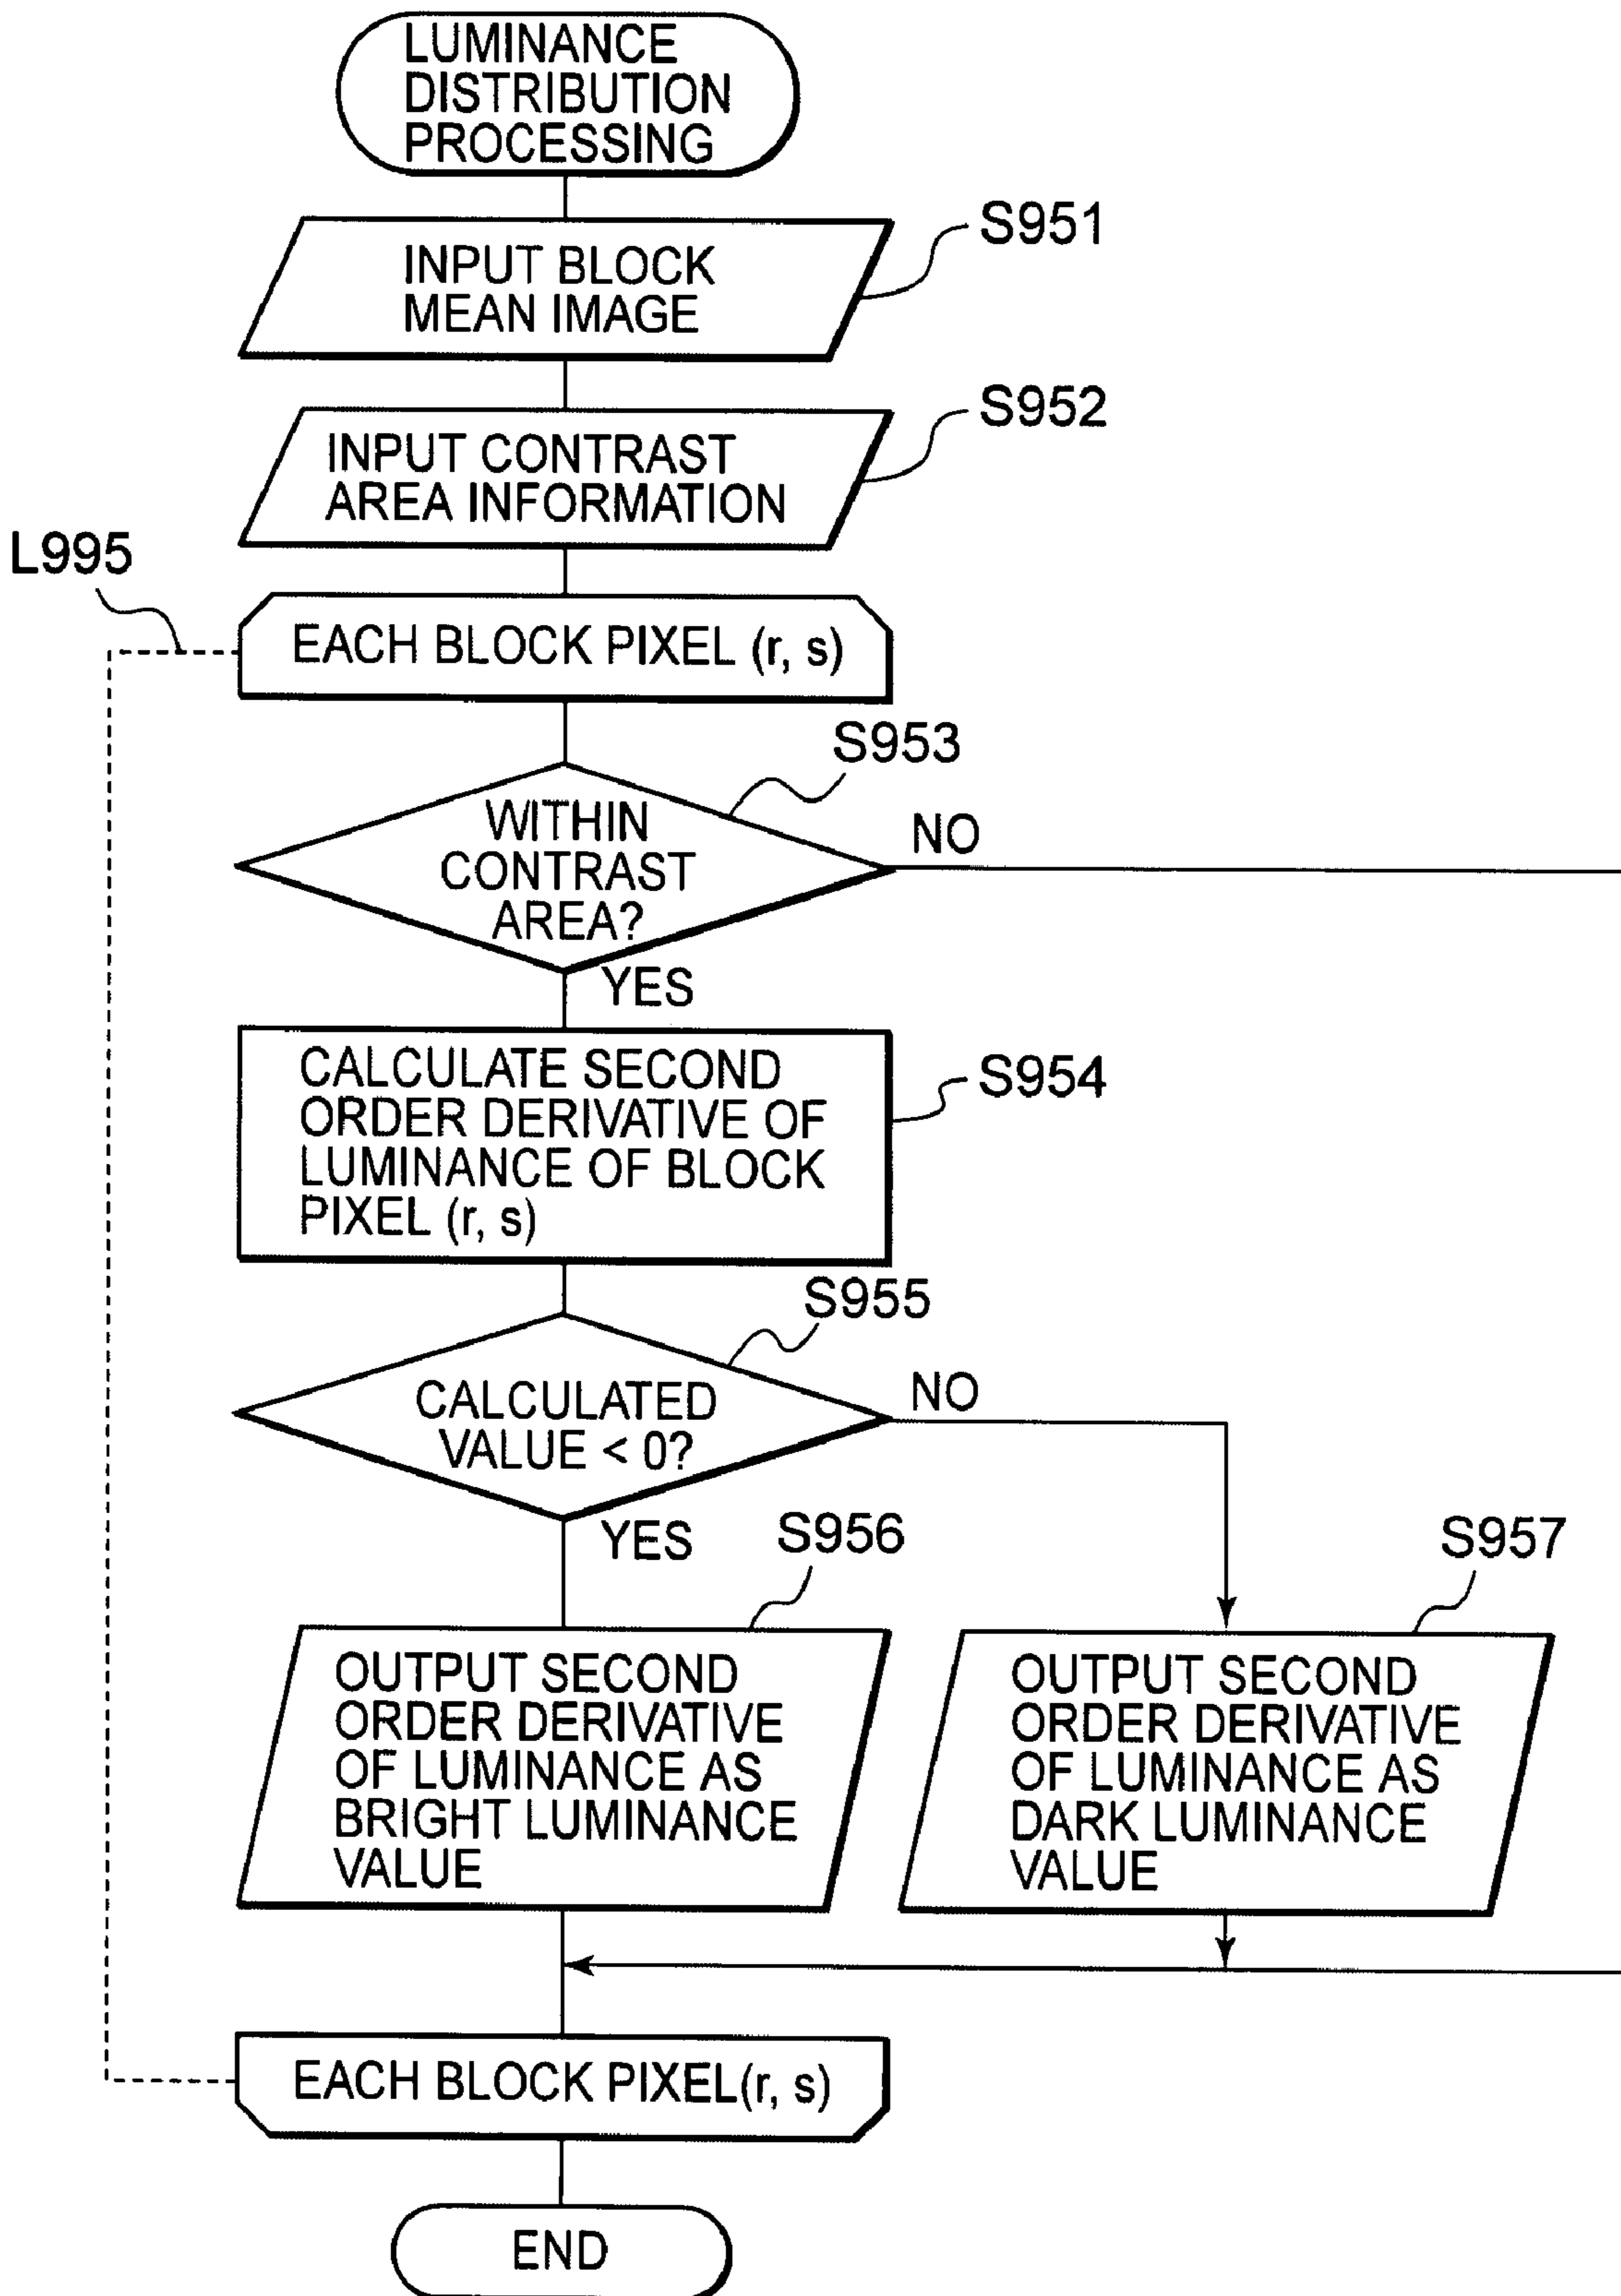 LUMINANCE
DISTRIBUTION
PROCESSING
S951
INPUT BLOCK
MEAN IMAGE
S952
INPUT CONTRAST
AREA INFORMATION
L995
EACH BLOCK PIXEL (r, s)
S953
WITHIN
CONTRAST
AREA?
NO
YES
S954
CALCULATE SECOND
ORDER DERIVATIVE OF
LUMINANCE OF BLOCK
PIXEL (r, s)
S955
CALCULATED
VALUE < 0?
NO
YES
S956
OUTPUT SECOND
ORDER DERIVATIVE
OF LUMINANCE AS
BRIGHT LUMINANCE
VALUE
S957
OUTPUT SECOND
ORDER DERIVATIVE
OF LUMINANCE AS
DARK LUMINANCE
VALUE
EACH BLOCK PIXEL(r, s)
END